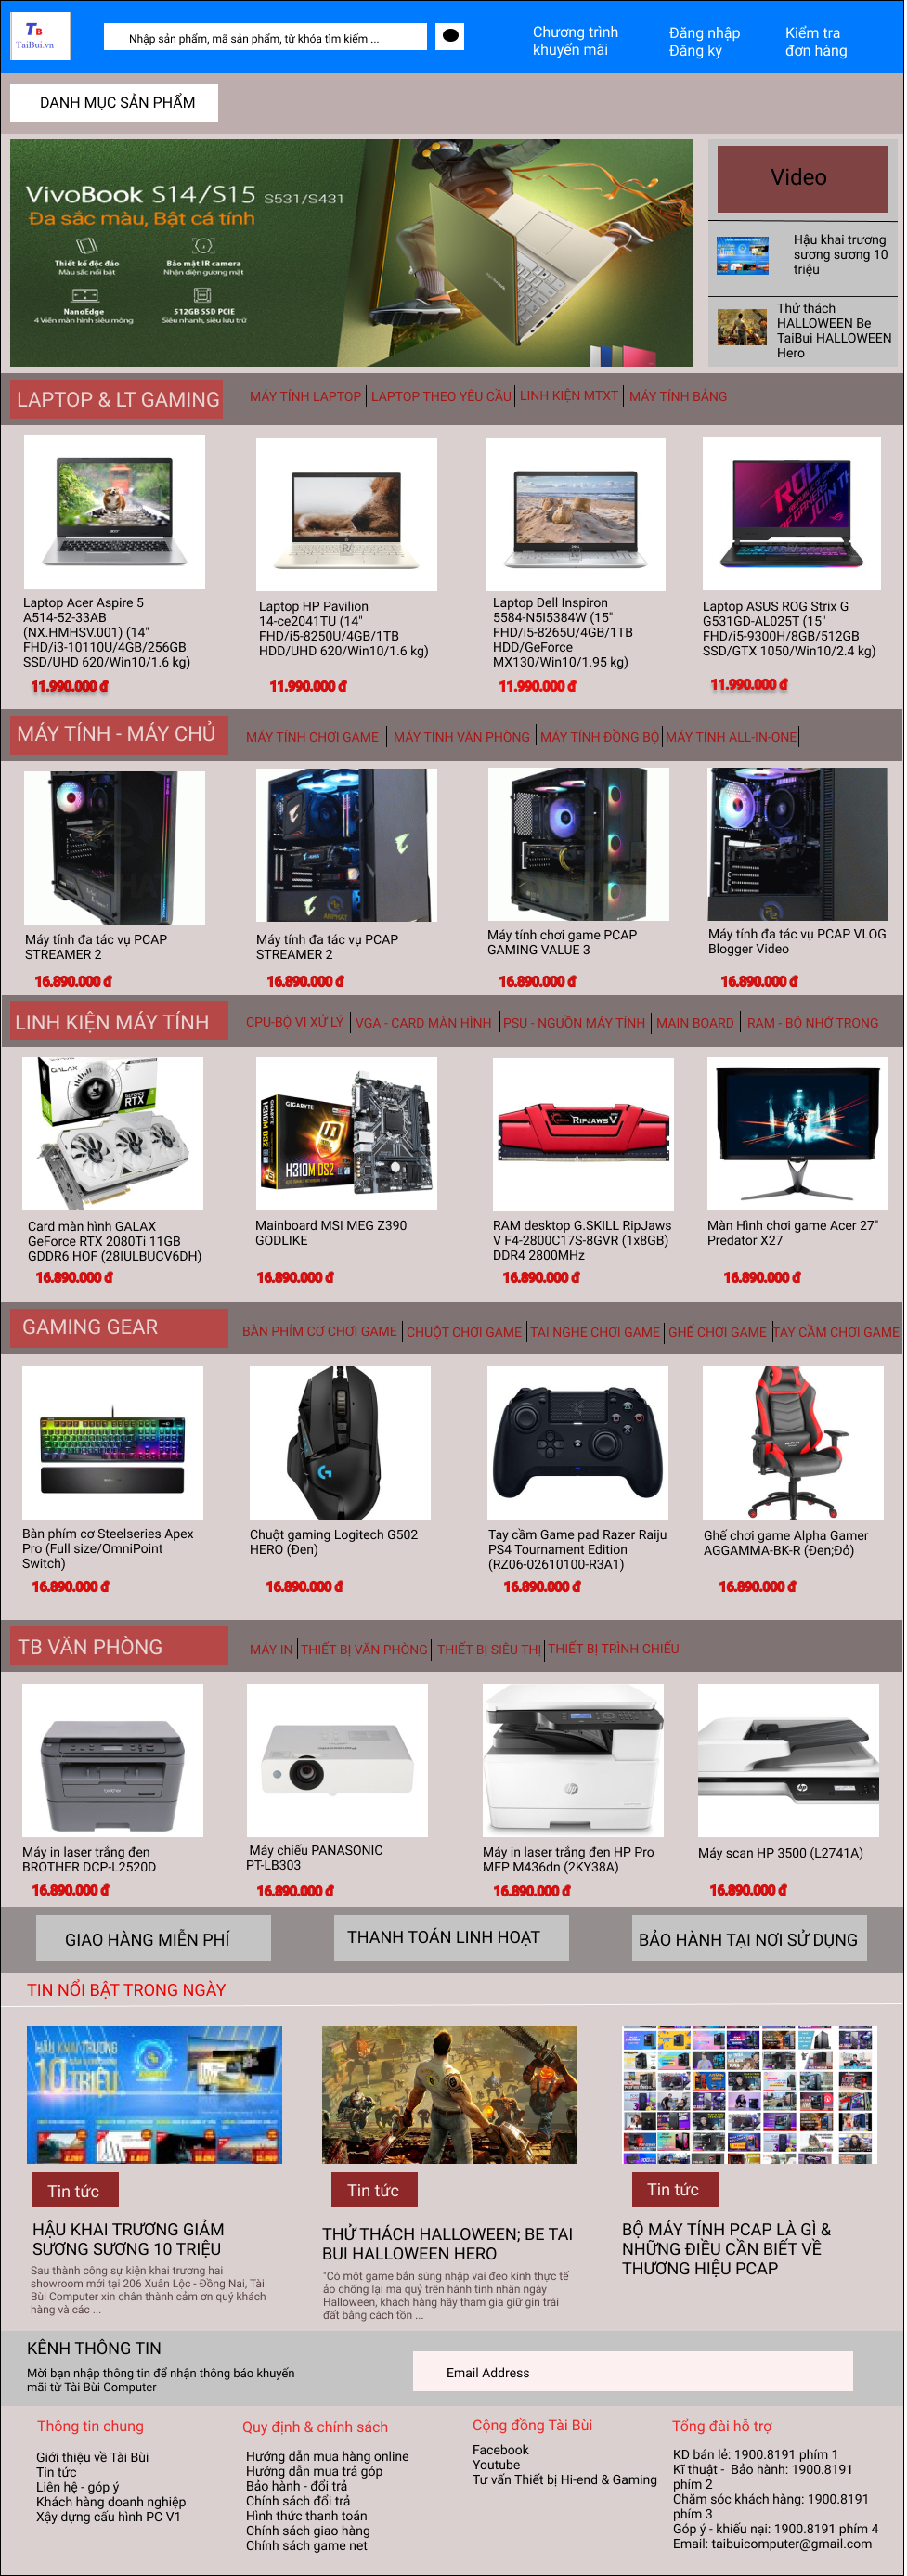 TB
TaiBui.vn
Nhập sản phẩm, mã sản phẩm, từ khóa tìm kiếm ...
Chương trình
khuyến mãi
Đăng nhập
Đăng ký
Kiểm tra
đơn hàng
DANH MỤC SẢN PHẨM
VivoBook S14/S15 S531/S431
Đa sắc màu, Bật cá tính
Thiết kế độc đáo
Màu sắc nổi bật
Bảo mật IR camera
Nhận diện gương mặt
NanoEdge
4 Viền màn hình siêu mỏng
512GB SSD PCIE
Siêu nhanh, siêu lưu trữ
Video
Hậu khai trương
sương sương 10
triệu
Thử thách
HALLOWEEN Be
TaiBui HALLOWEEN
Hero
LAPTOP & LT GAMING
MÁY TÍNH LAPTOP
LAPTOP THEO YÊU CẦU
LINH KIỆN MTXT
MÁY TÍNH BẢNG
Laptop Acer Aspire 5
A514-52-33AB
(NX.HMHSV.001) (14"
FHD/i3-10110U/4GB/256GB
SSD/UHD 620/Win10/1.6 kg)
11.990.000 đ
Laptop HP Pavilion
14-ce2041TU (14"
FHD/i5-8250U/4GB/1TB
HDD/UHD 620/Win10/1.6 kg)
11.990.000 đ
Laptop Dell Inspiron
5584-N5I5384W (15"
FHD/i5-8265U/4GB/1TB
HDD/GeForce
MX130/Win10/1.95 kg)
11.990.000 đ
Laptop ASUS ROG Strix G
G531GD-AL025T (15"
FHD/i5-9300H/8GB/512GB
SSD/GTX 1050/Win10/2.4 kg)
11.990.000 đ
MÁY TÍNH - MÁY CHỦ
MÁY TÍNH CHƠI GAME
MÁY TÍNH VĂN PHÒNG
MÁY TÍNH ĐỒNG BỘ
MÁY TÍNH ALL-IN-ONE
Máy tính đa tác vụ PCAP
STREAMER 2
16.890.000 đ
Máy tính đa tác vụ PCAP
STREAMER 2
16.890.000 đ
Máy tính chơi game PCAP
GAMING VALUE 3
16.890.000 đ
Máy tính đa tác vụ PCAP VLOG
Blogger Video
16.890.000 đ
LINH KIỆN MÁY TÍNH
CPU-BỘ VI XỬ LÝ
VGA - CARD MÀN HÌNH
PSU - NGUỒN MÁY TÍNH
MAIN BOARD
RAM - BỘ NHỚ TRONG
GALAX
GEFORCE
RTX
GIGABYTE
H310M DS2
H310M DS2
RIPJAWS V
Card màn hình GALAX
GeForce RTX 2080Ti 11GB
GDDR6 HOF (28IULBUCV6DH)
16.890.000 đ
Mainboard MSI MEG Z390
GODLIKE
16.890.000 đ
RAM desktop G.SKILL RipJaws
V F4-2800C17S-8GVR (1x8GB)
DDR4 2800MHz
16.890.000 đ
Màn Hình chơi game Acer 27"
Predator X27
16.890.000 đ
GAMING GEAR
BÀN PHÍM CƠ CHƠI GAME
CHUỘT CHƠI GAME
TAI NGHE CHƠI GAME
GHẾ CHƠI GAME
TAY CẦM CHƠI GAME
Bàn phím cơ Steelseries Apex
Pro (Full size/OmniPoint
Switch)
16.890.000 đ
Chuột gaming Logitech G502
HERO (Đen)
16.890.000 đ
Tay cầm Game pad Razer Raiju
PS4 Tournament Edition
(RZ06-02610100-R3A1)
16.890.000 đ
Ghế chơi game Alpha Gamer
AGGAMMA-BK-R (Đen;Đỏ)
16.890.000 đ
TB VĂN PHÒNG
MÁY IN
THIẾT BỊ VĂN PHÒNG
THIẾT BỊ SIÊU THỊ
THIẾT BỊ TRÌNH CHIẾU
Máy in laser trắng đen
BROTHER DCP-L2520D
16.890.000 đ
Máy chiếu PANASONIC
PT-LB303
16.890.000 đ
Máy in laser trắng đen HP Pro
MFP M436dn (2KY38A)
16.890.000 đ
Máy scan HP 3500 (L2741A)
16.890.000 đ
GIAO HÀNG MIỄN PHÍ
THANH TOÁN LINH HOẠT
BẢO HÀNH TẠI NƠI SỬ DỤNG
TIN NỔI BẬT TRONG NGÀY
HẬU KHAI TRƯƠNG
10 TRIỆU
Tin tức
HẬU KHAI TRƯƠNG GIẢM
SƯƠNG SƯƠNG 10 TRIỆU
Sau thành công sự kiện khai trương hai
showroom mới tại 206 Xuân Lộc - Đồng Nai, Tài
Bùi Computer xin chân thành cảm ơn quý khách
hàng và các ...
Tin tức
THỬ THÁCH HALLOWEEN; BE TAI
BUI HALLOWEEN HERO
"Có một game bắn súng nhập vai đeo kính thực tế
ảo chống lại ma quỷ trên hành tinh nhân ngày
Halloween, khách hàng hãy tham gia giữ gìn trái
đất bằng cách tồn ...
Tin tức
BỘ MÁY TÍNH PCAP LÀ GÌ &
NHỮNG ĐIỀU CẦN BIẾT VỀ
THƯƠNG HIỆU PCAP
KÊNH THÔNG TIN
Mời bạn nhập thông tin để nhận thông báo khuyến
mãi từ Tài Bùi Computer
Email Address
Thông tin chung
Giới thiệu về Tài Bùi
Tin tức
Liên hệ - góp ý
Khách hàng doanh nghiệp
Xây dựng cấu hình PC V1
Quy định & chính sách
Hướng dẫn mua hàng online
Hướng dẫn mua trả góp
Bảo hành - đổi trả
Chính sách đổi trả
Hình thức thanh toán
Chính sách giao hàng
Chính sách game net
Cộng đồng Tài Bùi
Facebook
Youtube
Tư vấn Thiết bị Hi-end & Gaming
Tổng đài hỗ trợ
KD bán lẻ: 1900.8191 phím 1
Kĩ thuật - Bảo hành: 1900.8191
phím 2
Chăm sóc khách hàng: 1900.8191
phím 3
Góp ý - khiếu nại: 1900.8191 phím 4
Email: taibuicomputer@gmail.com